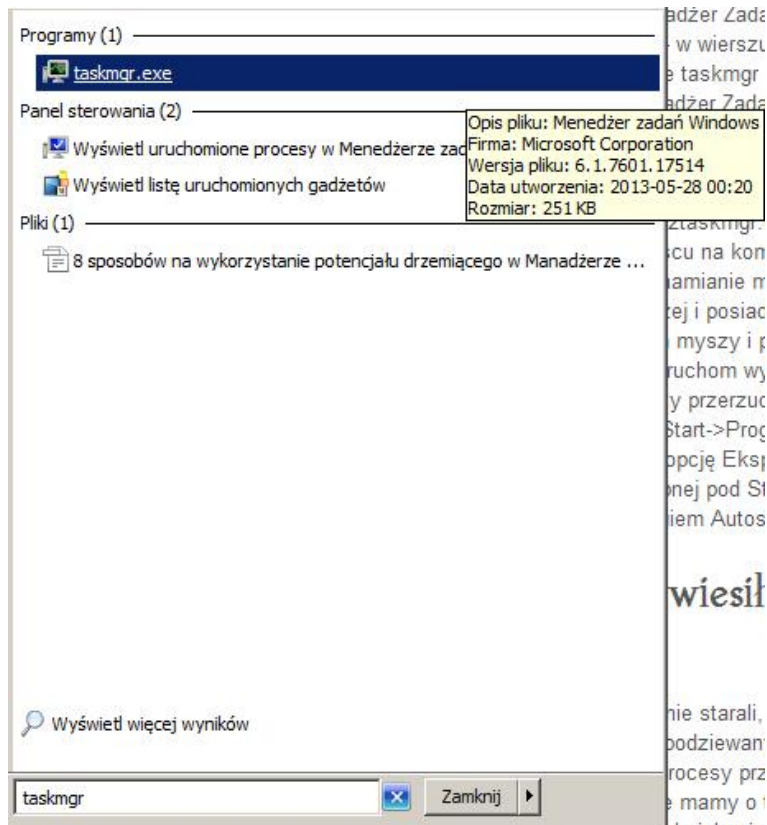 Programy (1)
taskmgr.exe
Panel sterowania (2)
Wyświetl uruchomione procesy w Menedżerze zad
Wyświetl listę uruchomionych gadżetów
Opis pliku: Menedżer zadań Windows
Firma: Microsoft Corporation
Wersja pliku: 6.1.7601.17514
Data utworzenia: 2013-05-28 00:20
Rozmiar: 251 KB
Pliki (1)
8 sposobów na wykorzystanie potencjału drzemiącego w Manadżerze ...
Wyświetl więcej wyników
taskmgr
Zamknij
adżer Zada
w wierszu
e taskmgr
adżer Zada
ztaskmgr.
scu na kom
amianie m
ej i posiad
myszy i p
ruchom wy
y przerzuc
Start->Prog
opcję Eksp
nej pod St
iem Autos
wiesił
nie starali,
podziewan
rocesy prz
e mamy o t